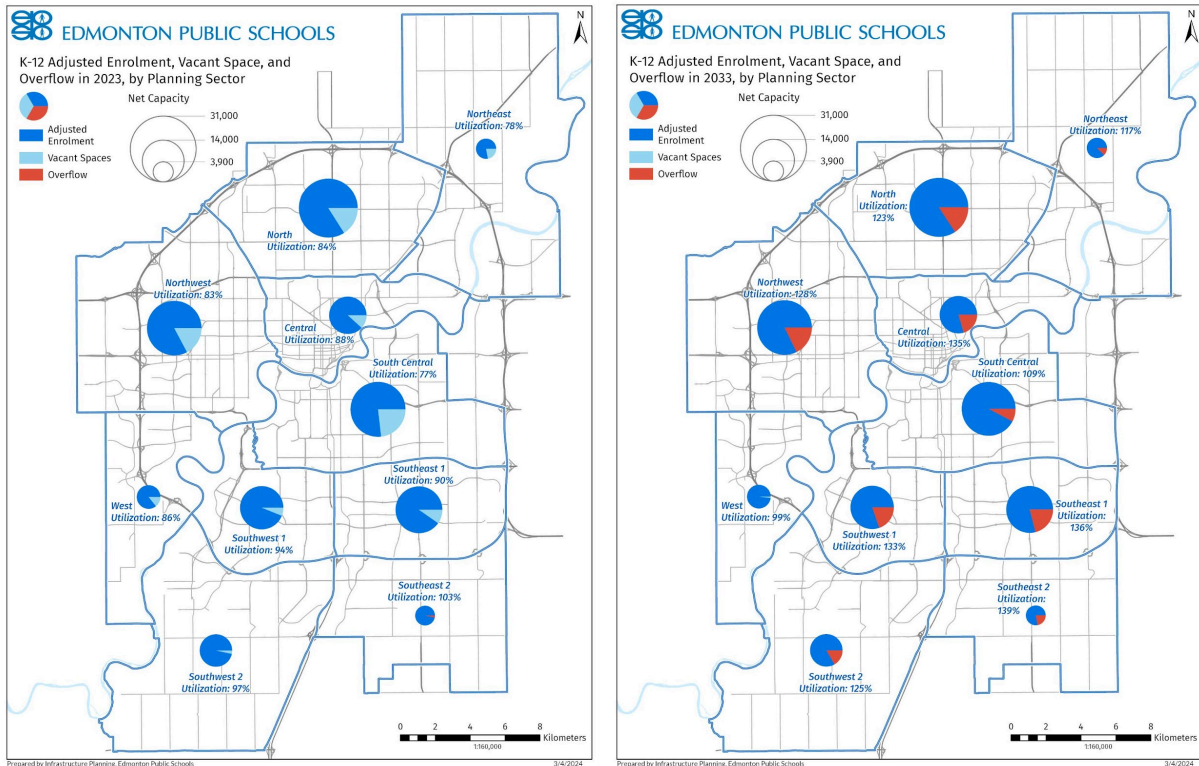 EDMONTON PUBLIC SCHOOLS
K-12 Adjusted Enrolment, Vacant Space, and
Overflow in 2023, by Planning Sector
Net Capacity
31,000
14,000
3,900
Adjusted
Enrolment
Vacant Spaces
Overflow
N
Northeast
Utilization: 78%
North
Utilization: 84%
Northwest
Utilization: 83%
Central
Utilization: 88%
South Central
Utilization: 77%
Southeast 1
Utilization: 90%
West
Utilization: 86%
Southwest 1
Utilization: 94%
Southeast 2
Utilization: 103%
Southwest 2
Utilization: 97%
0 2 4 6 8
Kilometers
1:160,000
Prepared by Infrastructure Planning, Edmonton Public Schools
3/4/2024
EDMONTON PUBLIC SCHOOLS
K-12 Adjusted Enrolment, Vacant Space, and
Overflow in 2033, by Planning Sector
Net Capacity
31,000
14,000
3,900
Adjusted
Enrolment
Vacant Spaces
Overflow
N
Northeast
Utilization: 117%
North
Utilization:
123%
Northwest
Utilization: 128%
Central
Utilization: 135%
South Central
Utilization: 109%
Southeast 1
Utilization:
136%
West
Utilization: 99%
Southwest 1
Utilization: 133%
Southeast 2
Utilization:
139%
Southwest 2
Utilization: 125%
0 2 4 6 8
Kilometers
1:160,000
Prepared by Infrastructure Planning, Edmonton Public Schools
3/4/2024